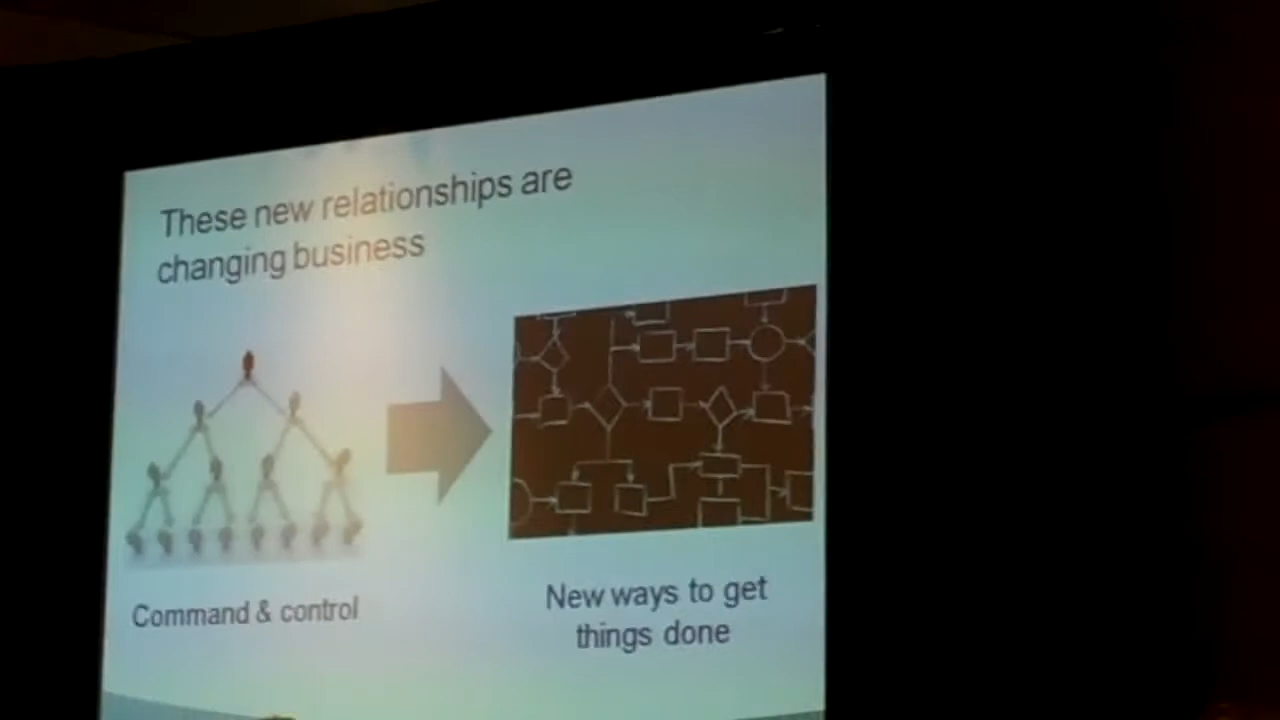 These new relationships are
changing business
Command & control
New ways to get
things done